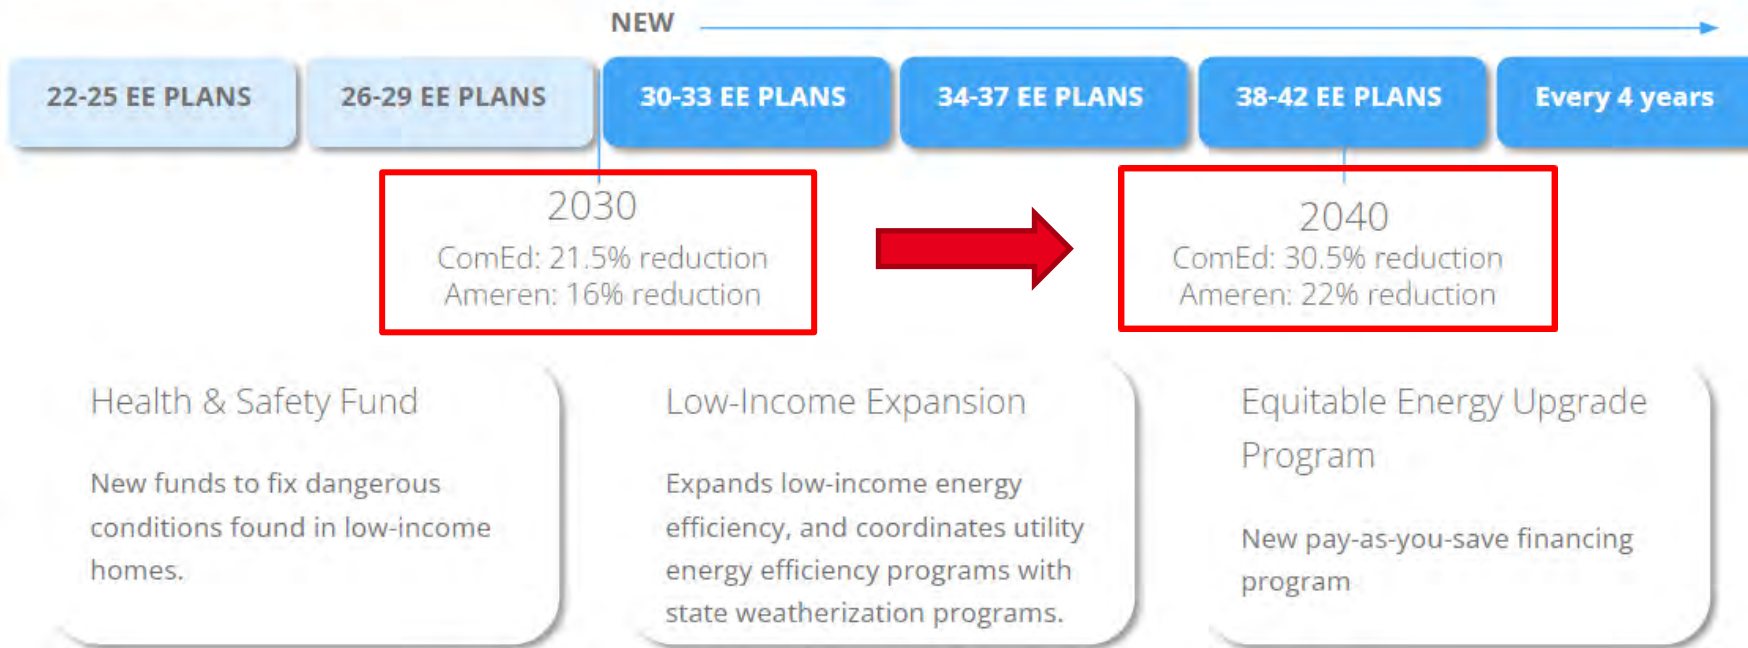 NEW
22-25 EE PLANS
26-29 EE PLANS
30-33 EE PLANS
34-37 EE PLANS
38-42 EE PLANS
Every 4 years
2030
ComEd: 21.5% reduction
Ameren: 16% reduction
2040
ComEd: 30.5% reduction
Ameren: 22% reduction
Health & Safety Fund
New funds to fix dangerous
conditions found in low-income
homes.
Low-Income Expansion
Expands low-income energy
efficiency, and coordinates utility
energy efficiency programs with
state weatherization programs.
Equitable Energy Upgrade
Program
New pay-as-you-save financing
program